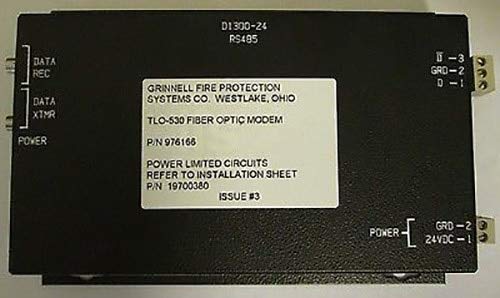 D1300-24
RS485
DATA
REC
DATA
XTMR
POWER
GRINNELL FIRE PROTECTION
SYSTEMS CO. WESTLAKE, OHIO
TLO-530 FIBER OPTIC MODEM
P/N 976166
POWER LIMITED CIRCUITS
REFER TO INSTALLATION SHEET
P/N 19700380
ISSUE #3
D̅ - 3
GRD - 2
D - 1
POWER
GRD - 2
24VDC - 1